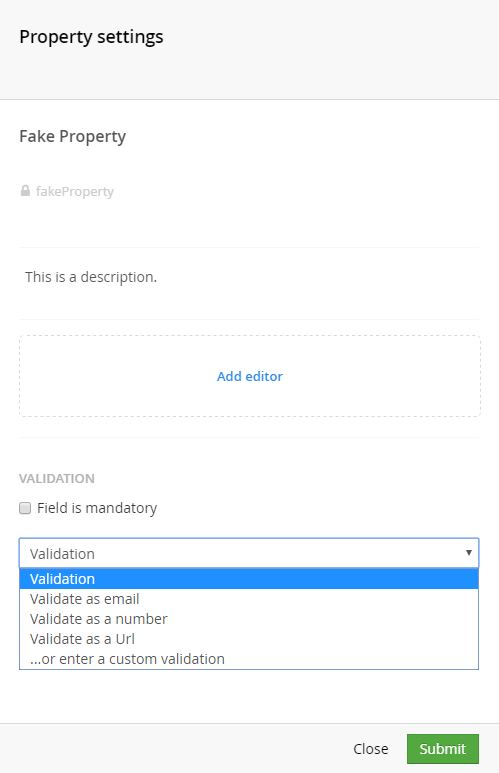 Property settings
Fake Property
fakeProperty
This is a description.
Add editor
VALIDATION
Field is mandatory
Validation
Validation
Validate as email
Validate as a number
Validate as a Url
...or enter a custom validation
Close Submit